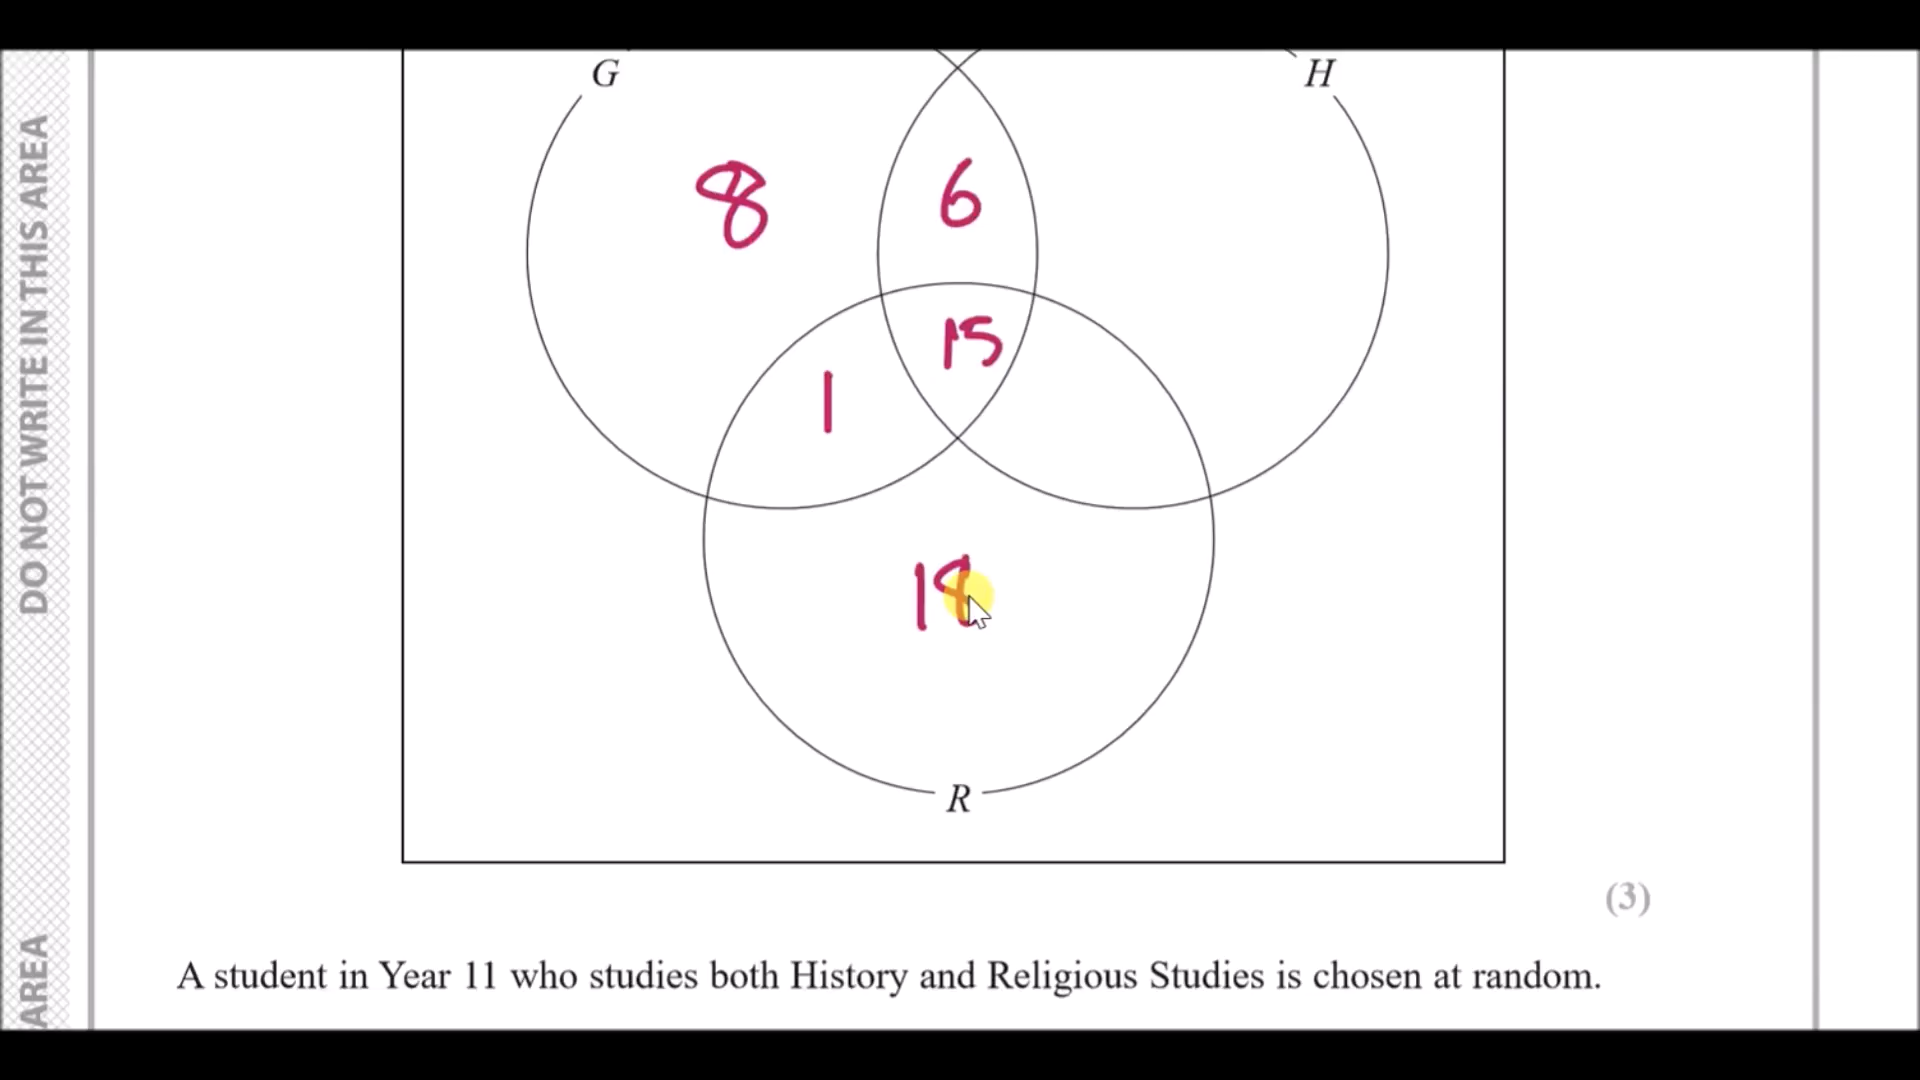 G
H
8
6
15
1
R
(3)
A student in Year 11 who studies both History and Religious Studies is chosen at random.
DO NOT WRITE IN THIS AREA
AREA